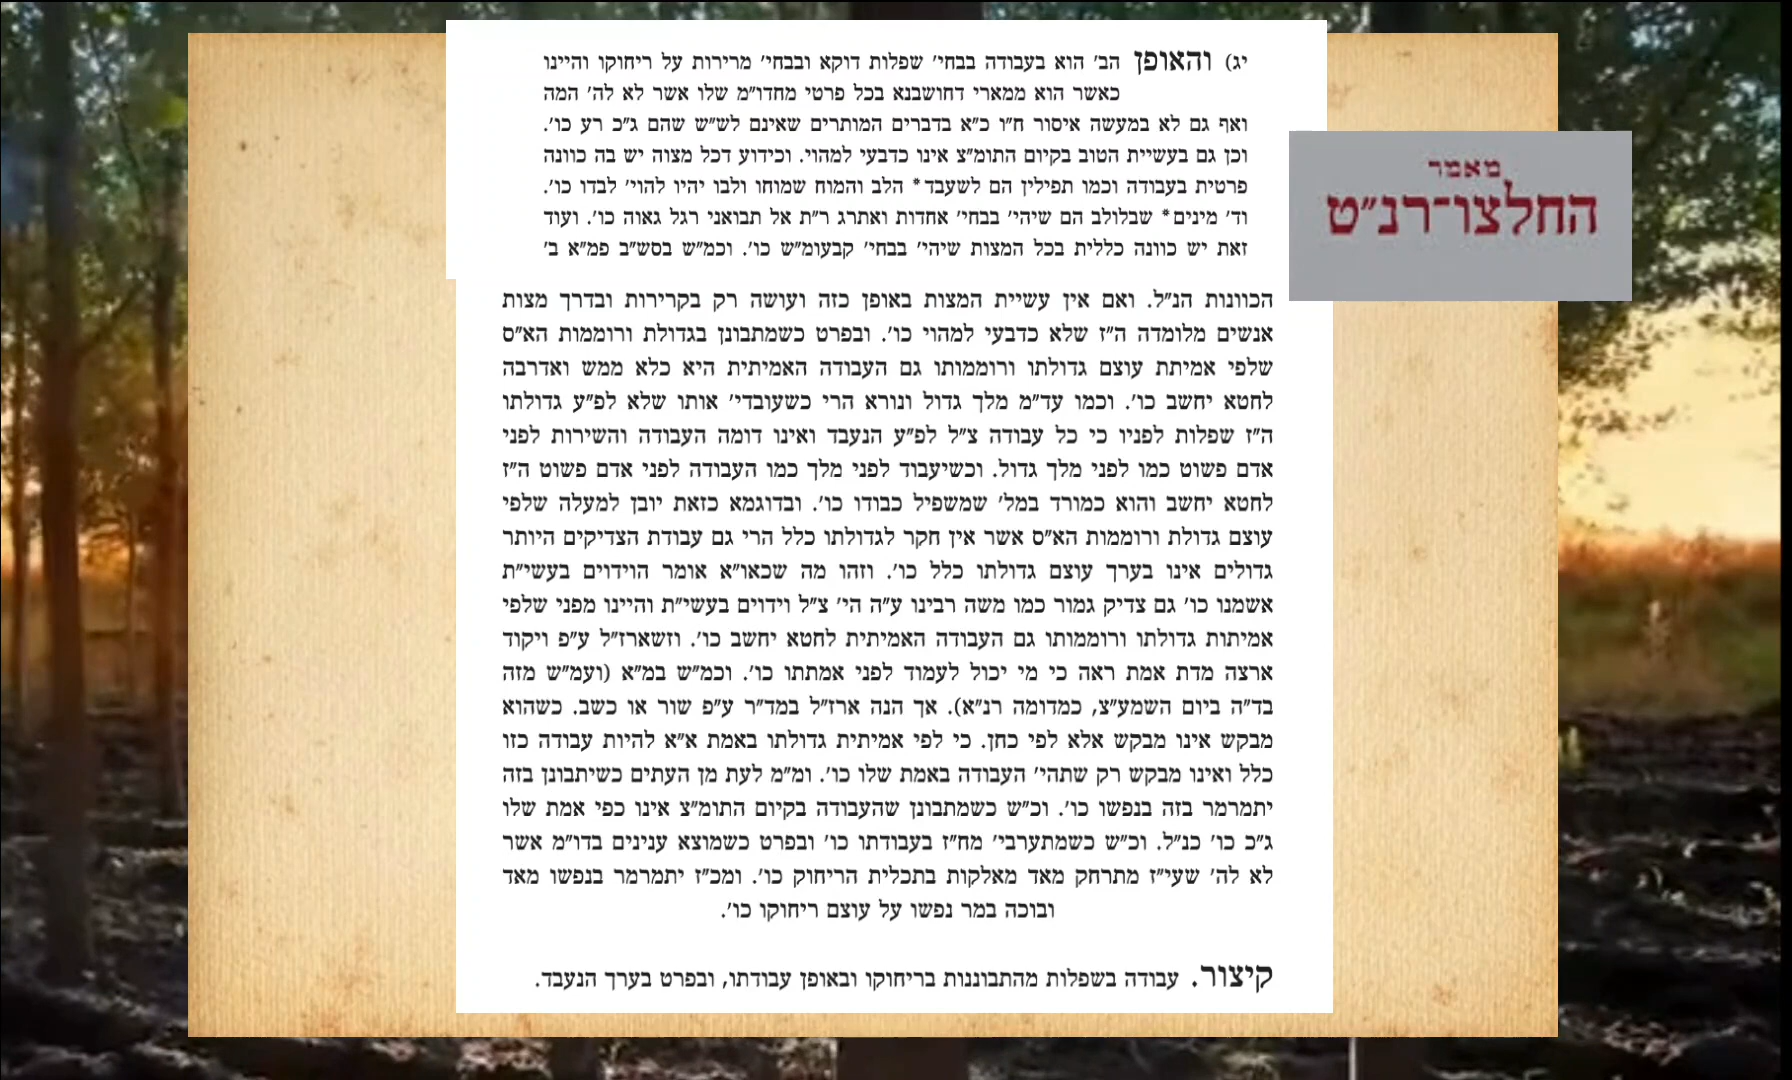 יג) והאופן הב׳ הוא בעבודה בבחי׳ שפלות דוקא ובבחי׳ מרירות על ריחוקו והיינו
כאשר הוא ממארי דחושבנא בכל פרטי מחדו״מ שלו אשר לא לה׳ המה
ואף גם לא במעשה איסור ח״ו כ״א בדברים המותרים שאינם לש״ש שהם ג״כ רע כו׳.
וכן גם בעשיית הטוב בקיום התומ״צ אינו כדבעי למהוי. וכידוע דכל מצוה יש בה כוונה
פרטית בעבודה וכמו תפילין הם לשעבד* הלב והמוח שמוחו ולבו יהיו להוי׳ לבדו כו׳.
וד׳ מינים* שבלולב הם שיהי׳ בבחי׳ אחדות ואתרג ר״ת אל תבואני רגל גאוה כו׳. ועוד
זאת יש כוונה כללית בכל המצות שיהי׳ בבחי׳ קבעומ״ש כו׳. וכמ״ש בסש״ב פמ״א ב׳
הכוונות הנ״ל. ואם אין עשיית המצות באופן כזה ועושה רק בקרירות ובדרך מצות
אנשים מלומדה ה״ז שלא כדבעי למהוי כו׳. ובפרט כשמתבונן בגדולת ורוממות הא״ס
שלפי אמיתת עוצם גדולתו ורוממותו גם העבודה האמיתית היא כלא ממש ואדרבה
לחטא יחשב כו׳. וכמו עד״מ מלך גדול ונורא הרי כשעובדי׳ אותו שלא לפ״ע גדולתו
ה״ז שפלות לפניו כי כל עבודה צ״ל לפ״ע הנעבד ואינו דומה העבודה והשירות לפני
אדם פשוט כמו לפני מלך גדול. וכשיעבוד לפני מלך כמו העבודה לפני אדם פשוט ה״ז
לחטא יחשב והוא כמורד במל׳ שמשפיל כבודו כו׳. ובדוגמא כזאת יובן למעלה שלפי
עוצם גדולת ורוממות הא״ס אשר אין חקר לגדולתו כלל הרי גם עבודת הצדיקים היותר
גדולים אינו בערך עוצם גדולתו כלל כו׳. וזהו מה שכאו״א אומר הוידוים בעשי״ת
אשמנו כו׳ גם צדיק גמור כמו משה רבינו ע״ה הי׳ צ״ל וידוים בעשי״ת והיינו מפני שלפי
אמיתות גדולתו ורוממותו גם העבודה האמיתית לחטא יחשב כו׳. וזשארז״ל ע״פ ויקוד
ארצה מדת אמת ראה כי מי יכול לעמוד לפני אמתתו כו׳. וכמ״ש במ״א (ועמ״ש מזה
בד״ה ביום השמע״צ, כמדומה רנ״א). אך הנה ארז״ל במד״ר ע״פ שור או כשב. כשהוא
מבקש אינו מבקש אלא לפי כחן. כי לפי אמיתית גדולתו באמת א״א להיות עבודה כזו
כלל ואינו מבקש רק שתהי׳ העבודה באמת שלו כו׳. ומ״מ לעת מן העתים כשיתבונן בזה
יתמרמר בזה בנפשו כו׳. וכ״ש כשמתבונן שהעבודה בקיום התומ״צ אינו כפי אמת שלו
ג״כ כו׳ כנ״ל. וכ״ש כשמתערבי׳ מח״ז בעבודתו כו׳ ובפרט כשמוצא ענינים בדו״מ אשר
לא לה׳ שעי״ז מתרחק מאד מאלקות בתכלית הריחוק כו׳. ומכ״ז יתמרמר בנפשו מאד
ובוכה במר נפשו על עוצם ריחוקו כו׳.
קיצור. עבודה בשפלות מהתבוננות בריחוקו ובאופן עבודתו, ובפרט בערך הנעבד.
מאמר
החלצו־רנ״ט